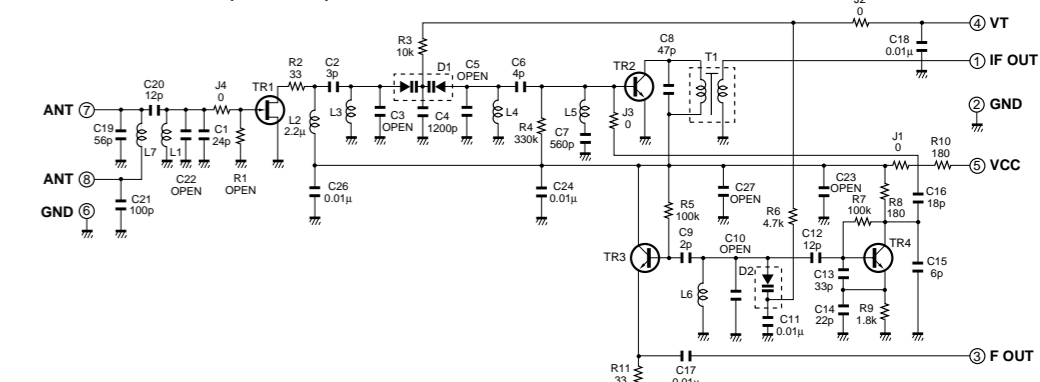 J2
0
④ VT
R3
10k
C18
0.01µ
C8
47p
T1
① IF OUT
D1
C5
OPEN
C6
4p
TR2
R2
33
C2
3p
TR1
C20
12p
J4
0
② GND
ANT ⑦
C19
56p
L7
L1
C1
24p
C22
OPEN
R1
OPEN
L2
2.2µ
L3
C3
OPEN
C4
1200p
L4
R4
330k
L5
C7
560p
J3
0
J1
0
R10
180
⑤ VCC
ANT ⑧
C21
100p
GND ⑥
C26
0.01µ
C24
0.01µ
C27
OPEN
C23
OPEN
R5
100k
R6
4.7k
R7
100k
R8
180
C16
18p
TR3
C9
2p
C10
OPEN
C12
12p
TR4
D2
L6
C13
33p
C15
6p
C14
22p
R9
1.8k
C11
0.01µ
③ F OUT
R11
33
C17
0.01µ